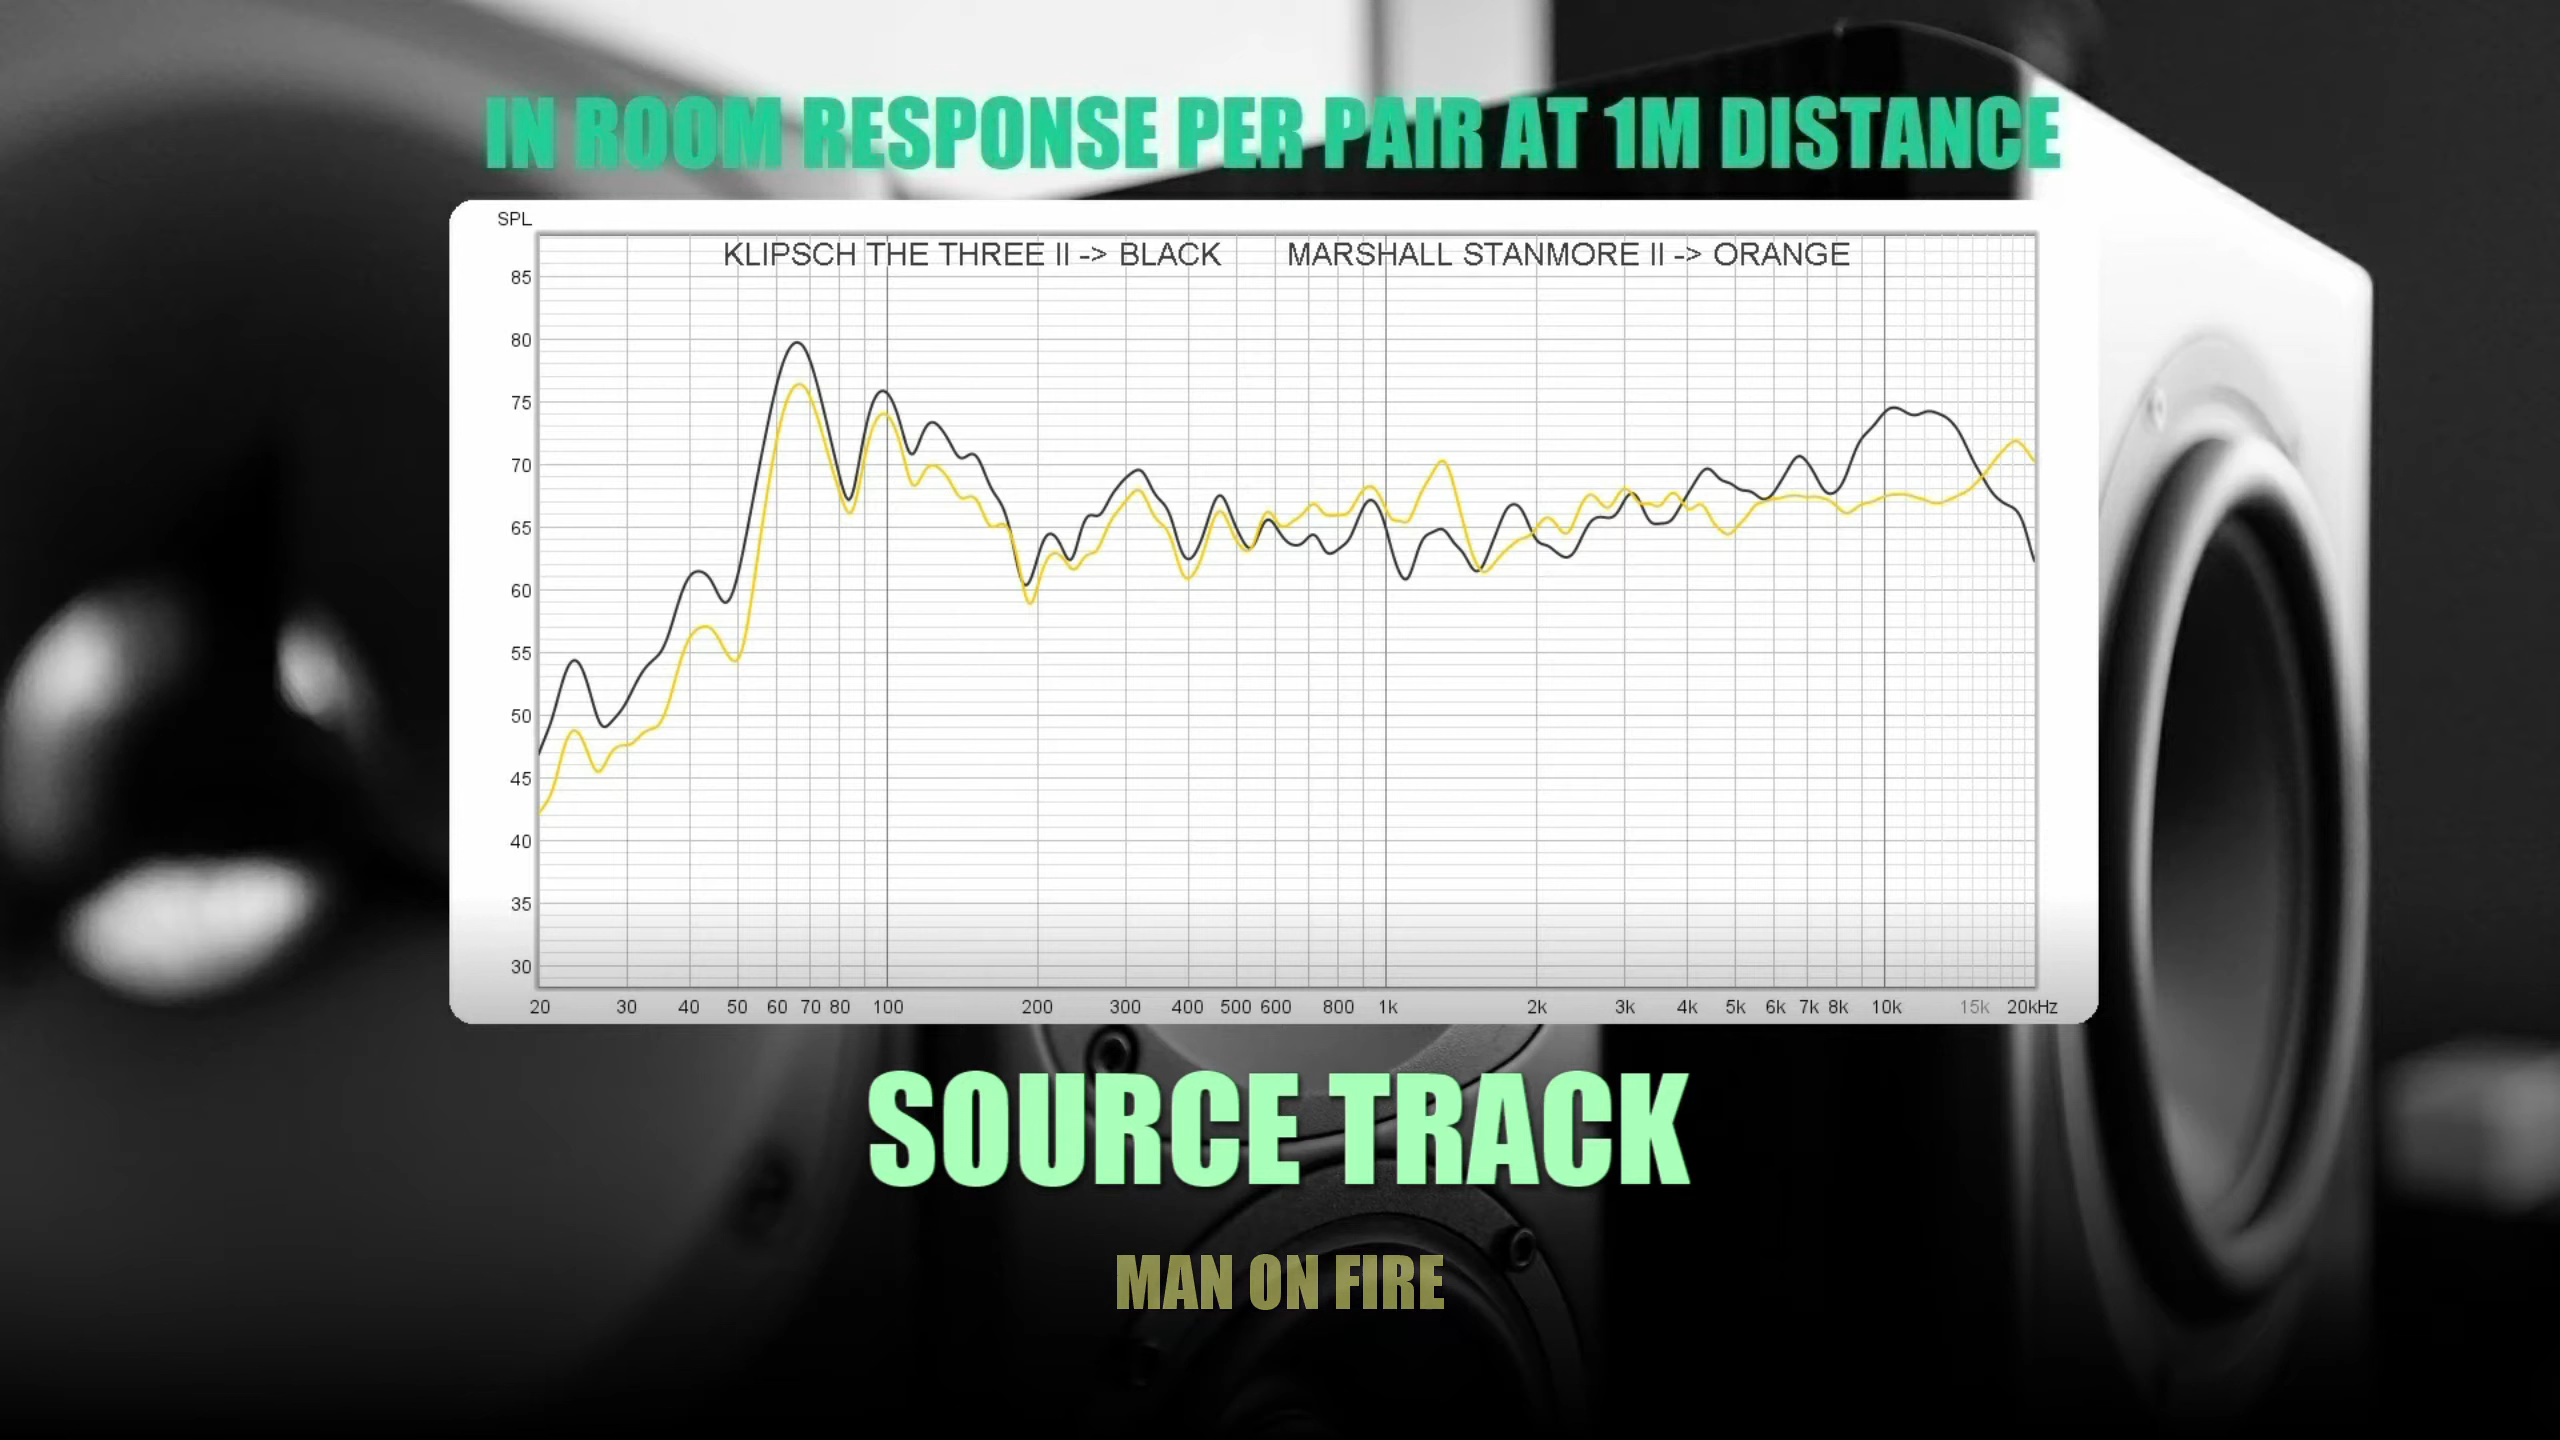 IN ROOM RESPONSE PER PAIR AT 1M DISTANCE
SPL
KLIPSCH THE THREE II -> BLACK MARSHALL STANMORE II -> ORANGE
85
80
75
70
65
60
55
50
45
40
35
30
20 30 40 50 60 70 80 100 200 300 400 500 600 800 1k 2k 3k 4k 5k 6k 7k 8k 10k 15k 20kHz
SOURCE TRACK
MAN ON FIRE